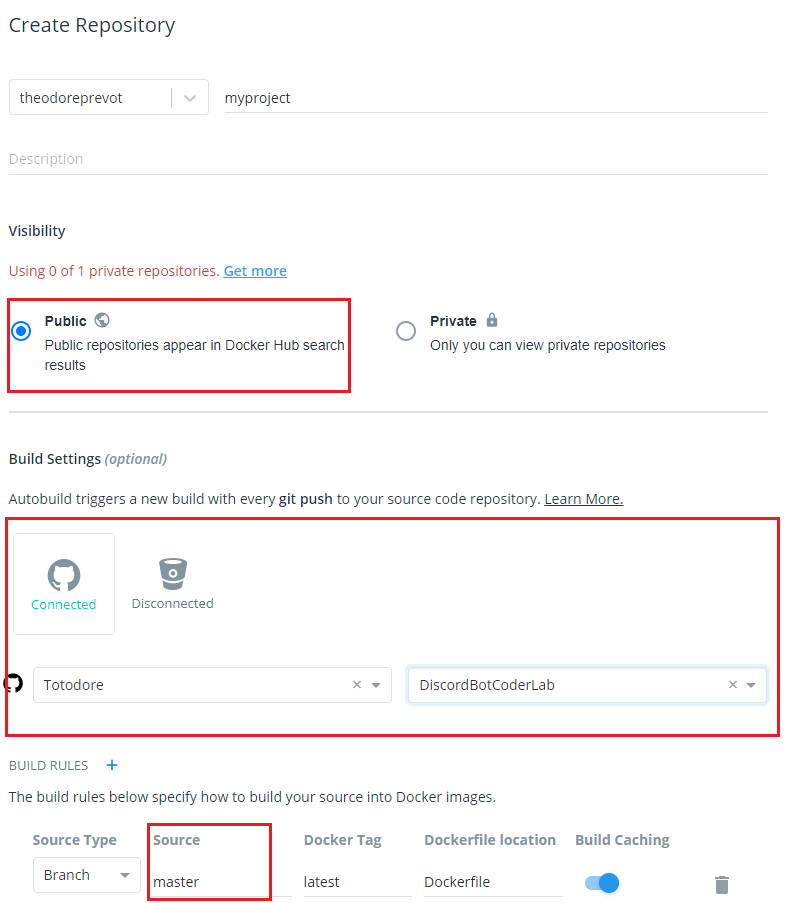 Create Repository
theodoreprevot myproject
Description
Visibility
Using 0 of 1 private repositories. Get more
Public
Public repositories appear in Docker Hub search
results
Private
Only you can view private repositories
Build Settings (optional)
Autobuild triggers a new build with every git push to your source code repository. Learn More.
Connected Disconnected
Totodore × DiscordBotCoderLab ×
BUILD RULES +
The build rules below specify how to build your source into Docker images.
Source Type Source Docker Tag Dockerfile location Build Caching
Branch master latest Dockerfile